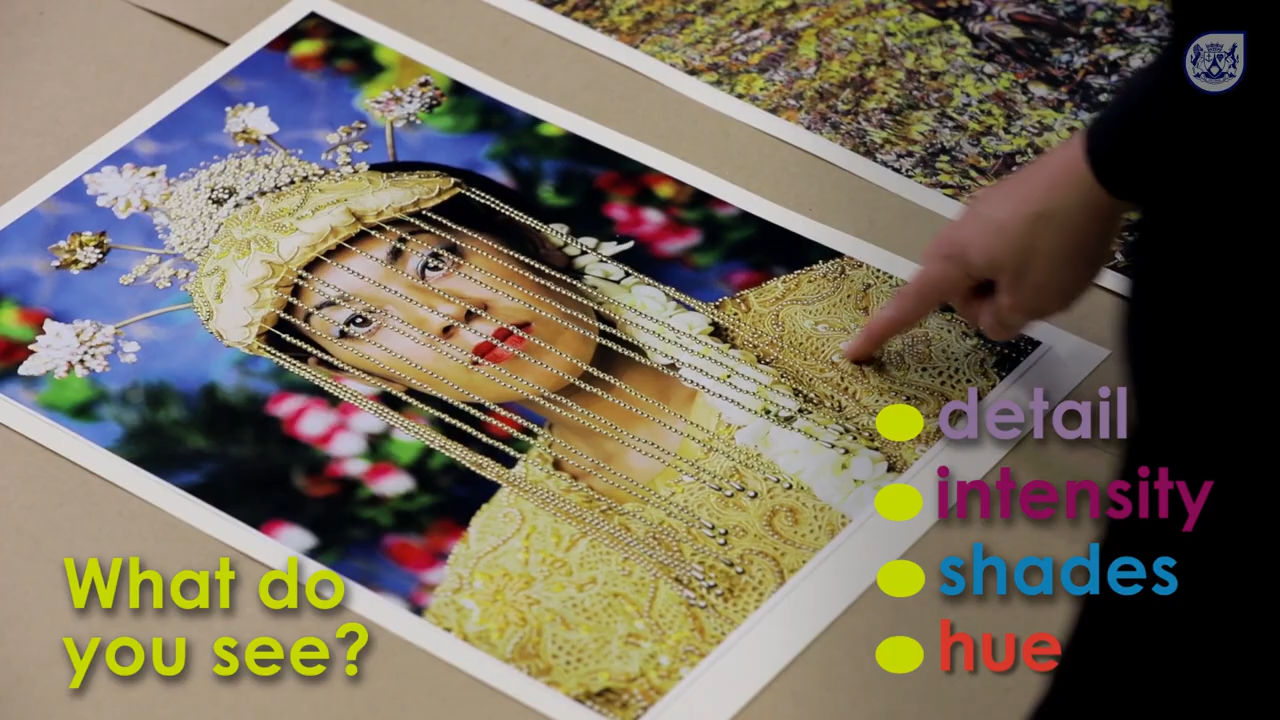 What do
you see?
detail
intensity
shades
hue